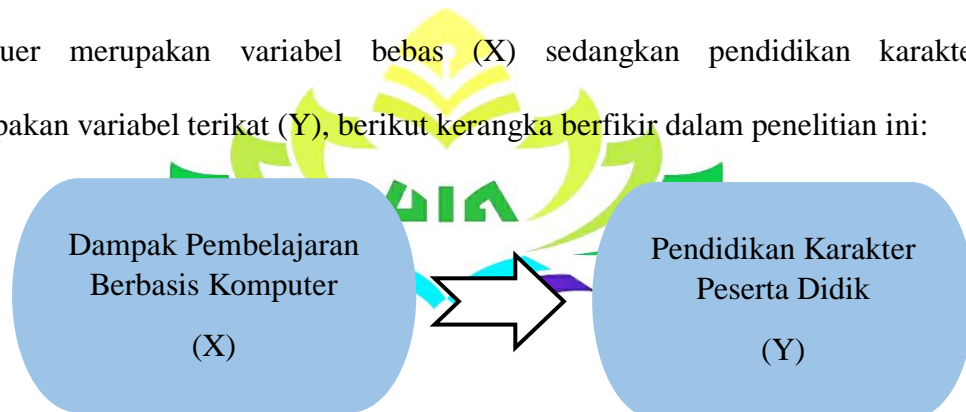 uer merupakan variabel bebas (X) sedangkan pendidikan karakte
pakan variabel terikat (Y), berikut kerangka berfikir dalam penelitian ini:
UIN
Dampak Pembelajaran
Berbasis Komputer
(X)
Pendidikan Karakter
Peserta Didik
(Y)